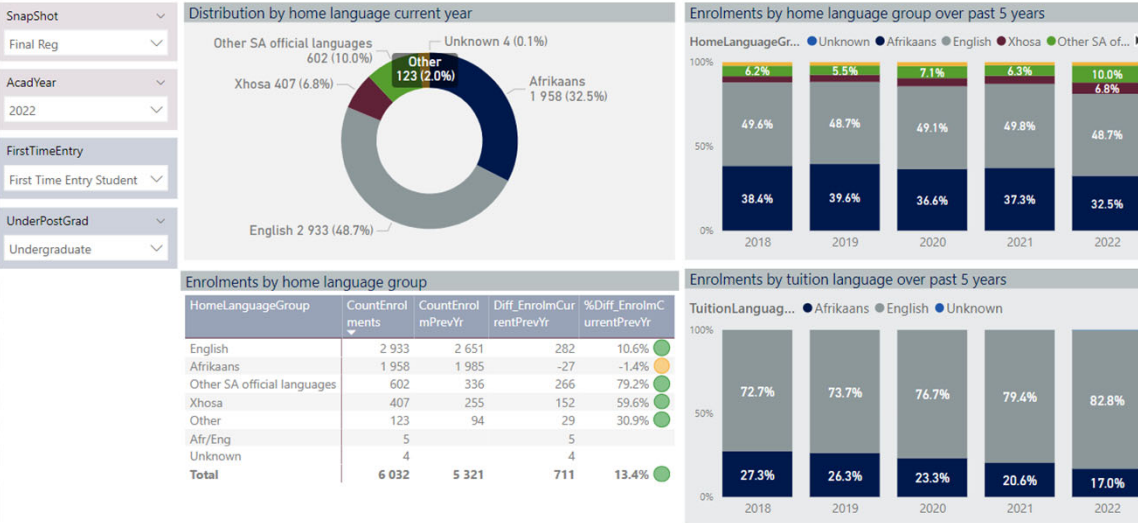 SnapShot
Final Reg
AcadYear
2022
FirstTimeEntry
First Time Entry Student
UnderPostGrad
Undergraduate
Distribution by home language current year
Other SA official languages
602 (10.0%)
Unknown 4 (0.1%)
Other
123 (2.0%)
Xhosa 407 (6.8%)
Afrikaans
1 958 (32.5%)
English 2 933 (48.7%)
Enrolments by home language group
HomeLanguageGroup CountEnrol CountEnrol Diff_EnrolmCur %Diff_EnrolmC
ments mPrevYr rentPrevYr urrentPrevYr
English 2 933 2 651 282 10.6%
Afrikaans 1 958 1 985 -27 -1.4%
Other SA official languages 602 336 266 79.2%
Xhosa 407 255 152 59.6%
Other 123 94 29 30.9%
Afr/Eng 5 5
Unknown 4 4
Total 6 032 5 321 711 13.4%
Enrolments by home language group over past 5 years
HomeLanguageGr... Unknown Afrikaans English Xhosa Other SA of...
100%
6.2% 5.5% 7.1% 6.3% 10.0%
6.8%
49.6% 48.7% 49.1% 49.8% 48.7%
50%
38.4% 39.6% 36.6% 37.3% 32.5%
0%
2018 2019 2020 2021 2022
Enrolments by tuition language over past 5 years
TuitionLanguag... Afrikaans English Unknown
100%
72.7% 73.7% 76.7% 79.4% 82.8%
50%
27.3% 26.3% 23.3% 20.6% 17.0%
0%
2018 2019 2020 2021 2022